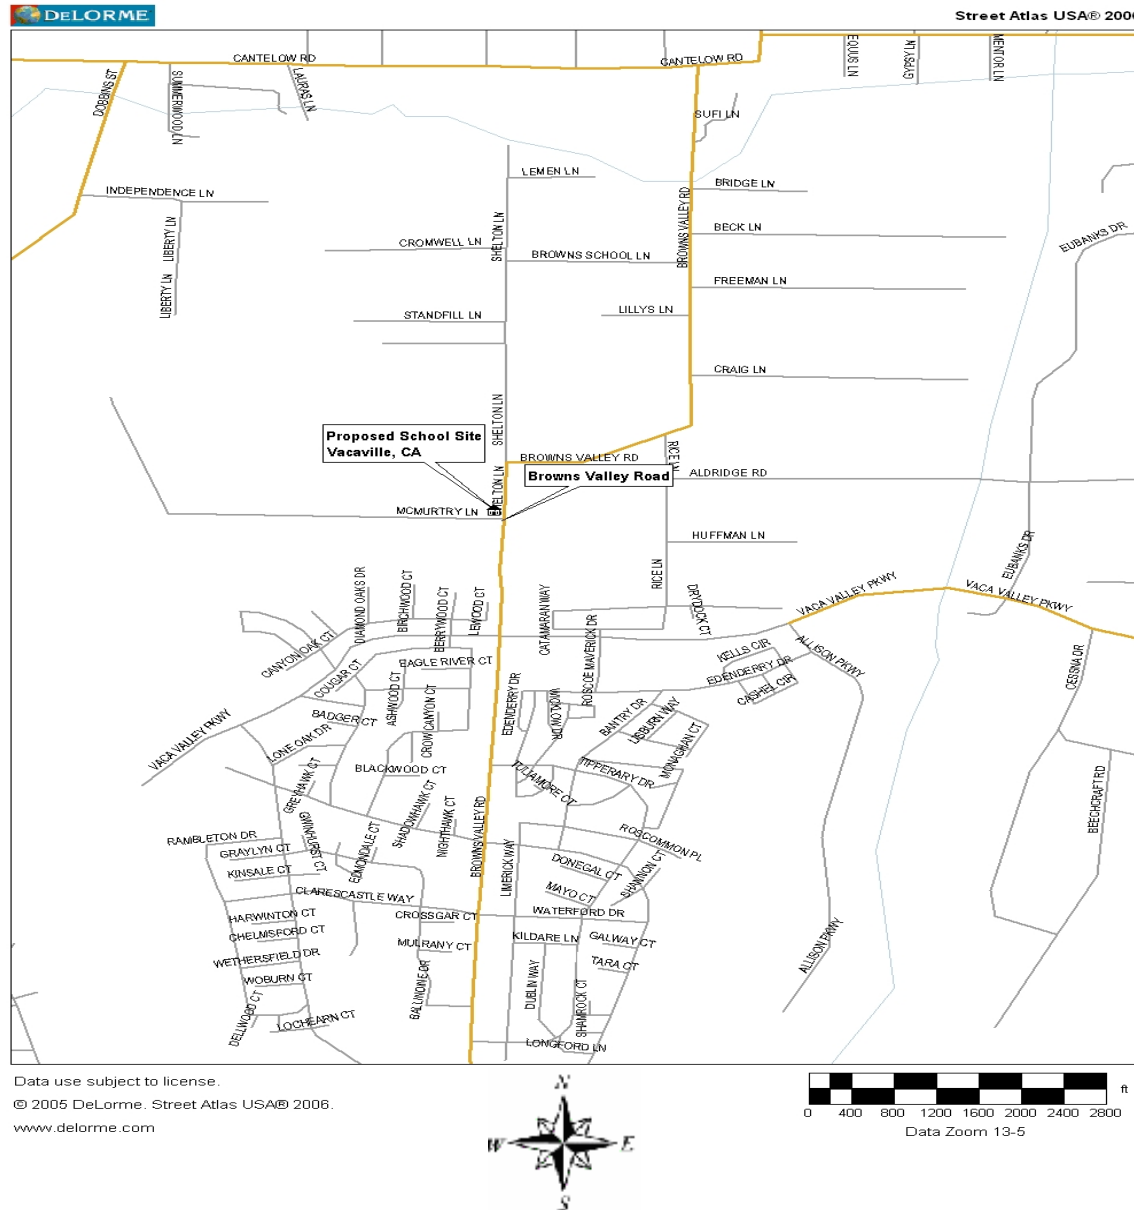 DELORME
Street Atlas USA® 2006
CANTELOW RD
CANTELOW RD
DOBBINS ST
SUMMERWOOD LN
LAURAS LN
EQUUS LN
GYPSY LN
MENTOR LN
SUFI LN
LEMEN LN
BRIDGE LN
INDEPENDENCE LN
LIBERTY LN
LIBERTY LN
SHELTON LN
CROMWELL LN
BROWNS SCHOOL LN
BROWNS VALLEY RD
BECK LN
EUBANKS DR
FREEMAN LN
STANDFILL LN
LILLYS LN
CRAIG LN
SHELTON LN
Proposed School Site
Vacaville, CA
BROWNS VALLEY RD
RICE LN
ALDRIDGE RD
Browns Valley Road
SHELTON LN
MCMURTRY LN
HUFFMAN LN
EUBANKS DR
RICE LN
DIAMOND OAKS DR
BIRCHWOOD CT
BERRYWOOD CT
CATAMARAN WAY
DRYDOCK CT
VACA VALLEY PKWY
VACA VALLEY PKWY
CANYON OAK CT
COUGAR CT
EAGLE RIVER CT
ROSCOE MAVERICK DR
KELLS CIR
EDENDERRY DR
CASHEL CIR
ALLISON PKWY
CESSNA DR
ASHWOOD CT
CROW CANYON CT
EDENDERRY DR
BADGER CT
BANTRY DR
LISBURN WAY
MONAGHAN CT
VACA VALLEY PKWY
LONE OAK DR
GREYHAWK CT
BLACKWOOD CT
TULLAMORE CT
TIPPERARY DR
BEECHCRAFT RD
SHADOWHAWK CT
NIGHTHAWK CT
BROWNS VALLEY RD
LIMERICK WAY
ROSCOMMON PL
RAMBLETON DR
GWINHURST CT
EDMONDALE CT
GRAYLYN CT
DONEGAL CT
SHANNON CT
KINSALE CT
MAYO CT
CLARESCASTLE WAY
HARWINTON CT
CROSSGAR CT
WATERFORD DR
CHELMSFORD CT
MULRANY CT
KILDARE LN
GALWAY CT
ALLISON PKWY
WETHERSFIELD DR
TARA CT
WOBURN CT
DUBLIN WAY
SHAMROCK CT
DELLWOOD CT
LOCHEARN CT
LONGFORD LN
Data use subject to license.
© 2005 DeLorme. Street Atlas USA® 2006.
www.delorme.com
N
W
E
S
ft
0 400 800 1200 1600 2000 2400 2800
Data Zoom 13-5